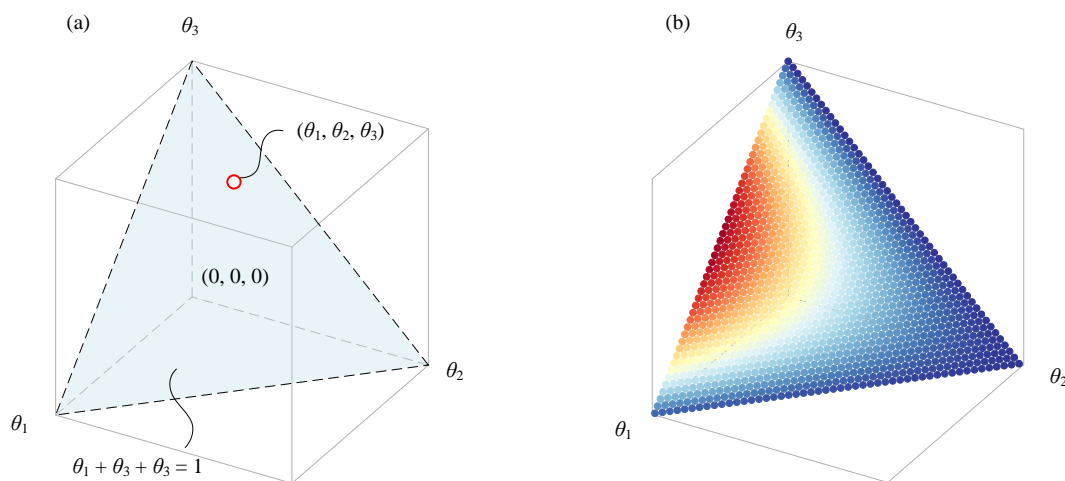 (a)
θ3
(θ1, θ2, θ3)
(0, 0, 0)
θ2
θ1
θ1 + θ3 + θ3 = 1
(b)
θ3
θ2
θ1